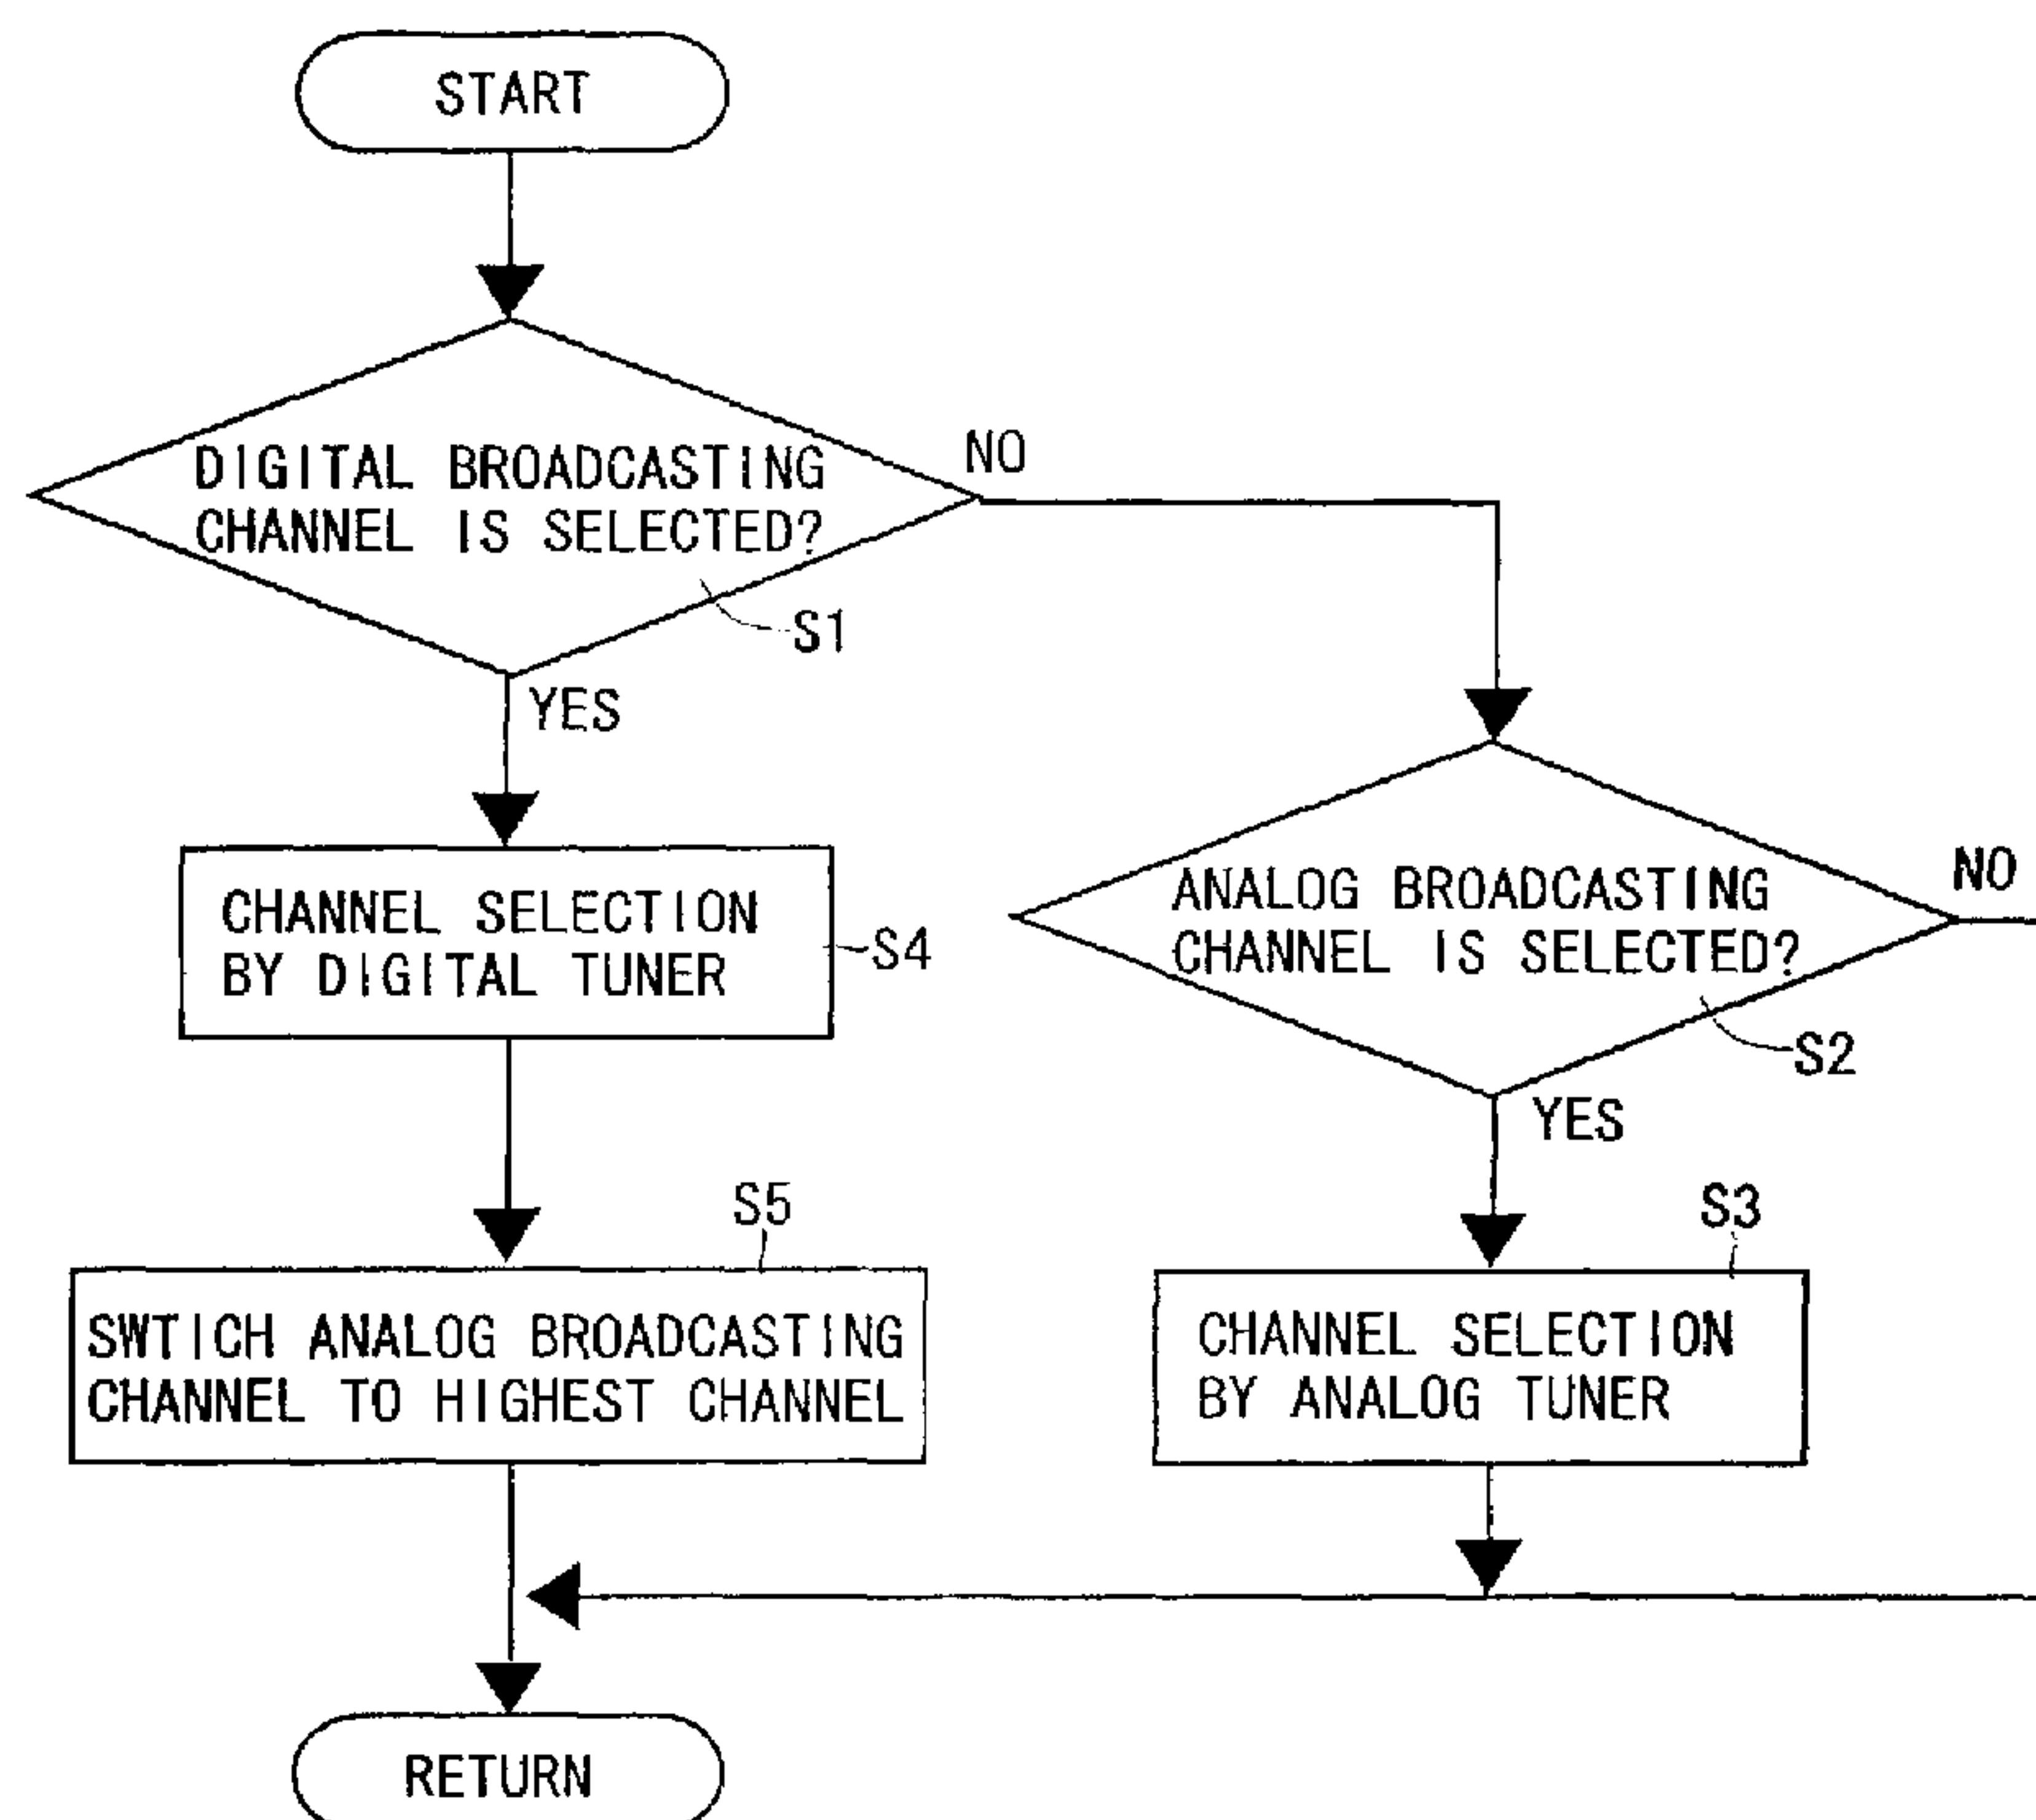 START
DIGITAL BROADCASTING
CHANNEL IS SELECTED?
NO
S1
YES
CHANNEL SELECTION
BY DIGITAL TUNER
S4
ANALOG BROADCASTING
CHANNEL IS SELECTED?
NO
S2
YES
S5
SWTICH ANALOG BROADCASTING
CHANNEL TO HIGHEST CHANNEL
S3
CHANNEL SELECTION
BY ANALOG TUNER
RETURN